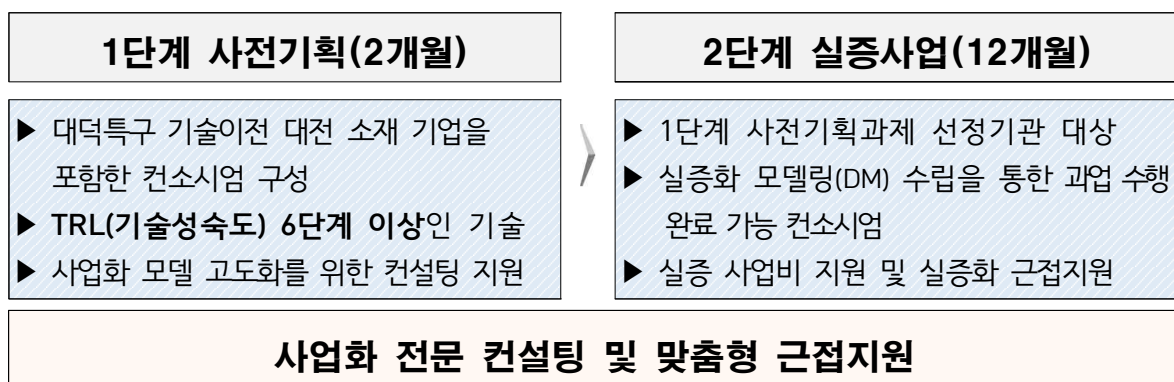 1단계 사전기획(2개월)
▶ 대덕특구 기술이전 대전 소재 기업을
포함한 컨소시엄 구성
▶ TRL(기술성숙도) 6단계 이상인 기술
▶ 사업화 모델 고도화를 위한 컨설팅 지원
2단계 실증사업(12개월)
▶ 1단계 사전기획과제 선정기관 대상
▶ 실증화 모델링(DM) 수립을 통한 과업 수행
완료 가능 컨소시엄
▶ 실증 사업비 지원 및 실증화 근접지원
사업화 전문 컨설팅 및 맞춤형 근접지원